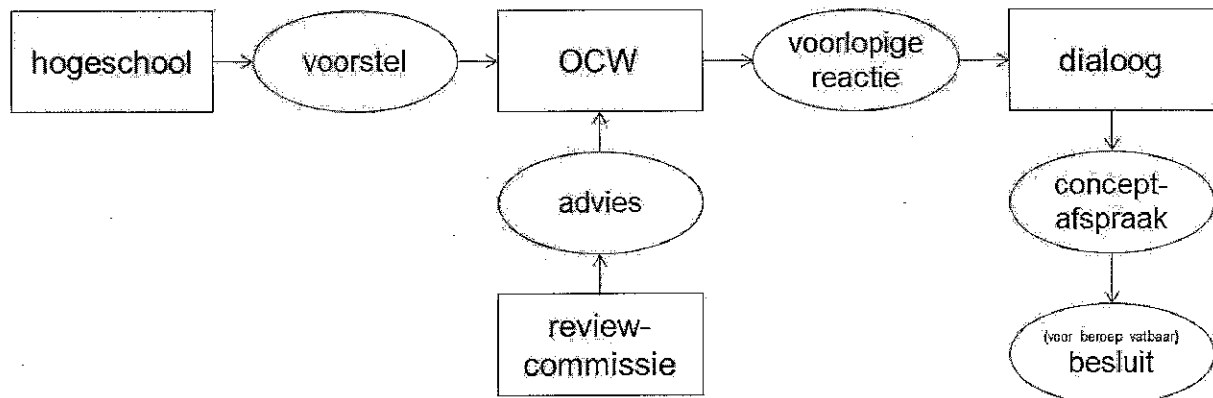 hogeschool
voorstel
OCW
voorlopige
reactie
dialoog
advies
concept-
afspraak
review-
commissie
(voor beroep vatbaar)
besluit